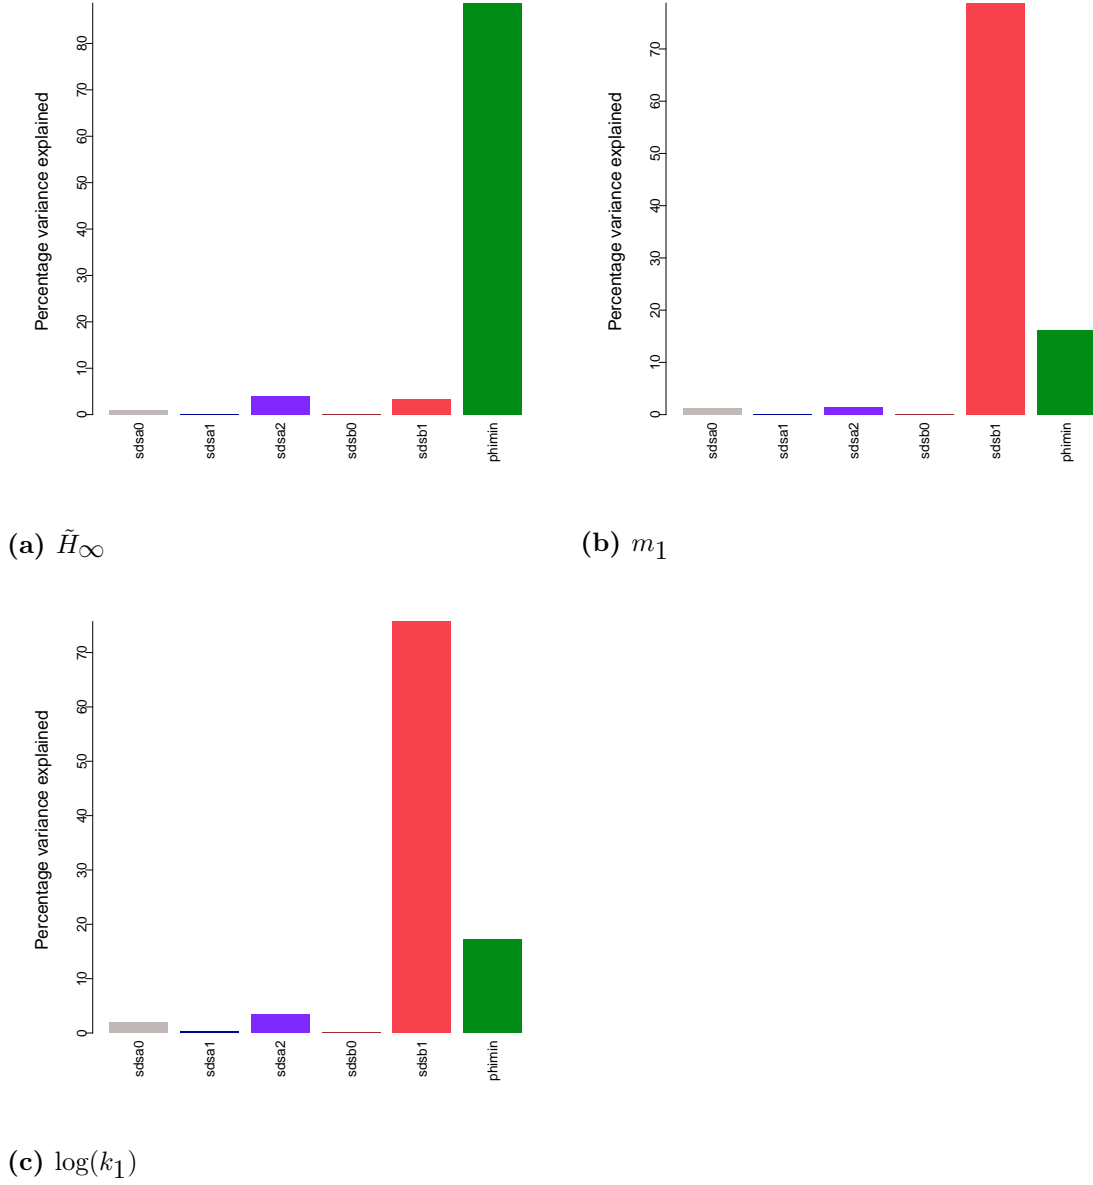 Percentage variance explained
0 10 20 30 40 50 60 70 80
sdsa0 sdsa1 sdsa2 sdsb0 sdsb1 phimin
(a) H̃∞
Percentage variance explained
0 10 20 30 40 50 60 70
sdsa0 sdsa1 sdsa2 sdsb0 sdsb1 phimin
(b) m1
Percentage variance explained
0 10 20 30 40 50 60 70
sdsa0 sdsa1 sdsa2 sdsb0 sdsb1 phimin
(c) log(k1)